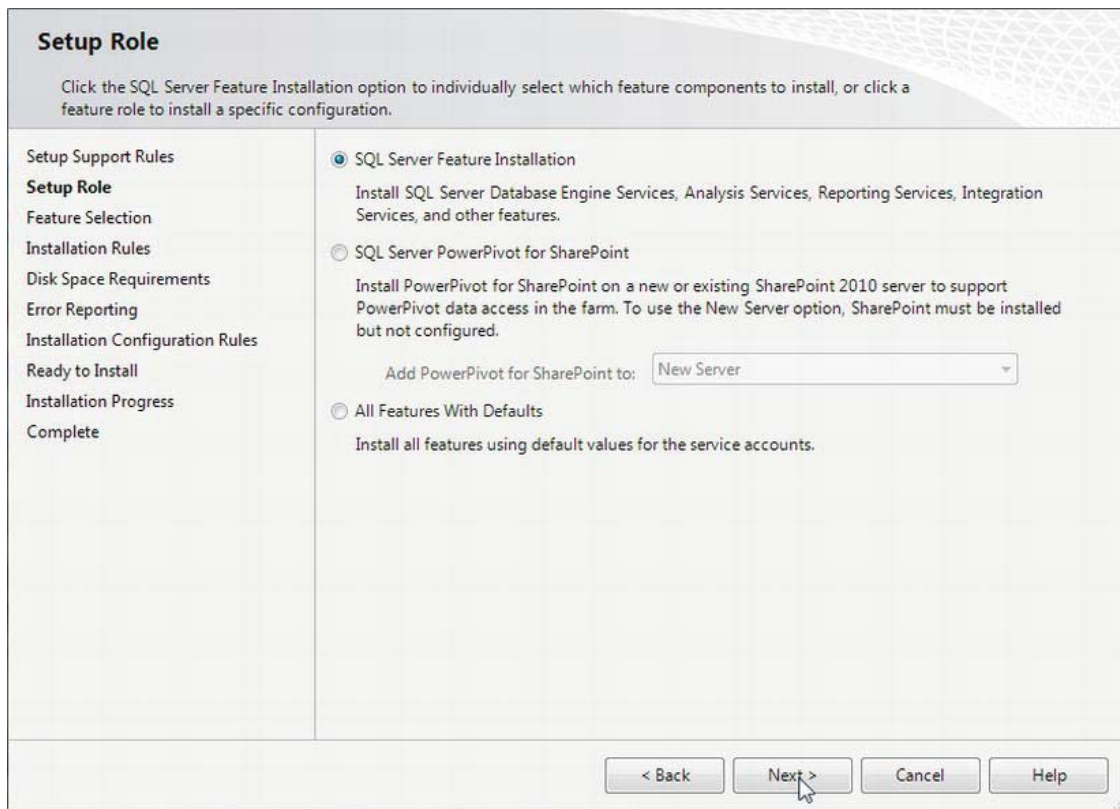 Setup Role
Click the SQL Server Feature Installation option to individually select which feature components to install, or click a
feature role to install a specific configuration.
Setup Support Rules
Setup Role
Feature Selection
Installation Rules
Disk Space Requirements
Error Reporting
Installation Configuration Rules
Ready to Install
Installation Progress
Complete
SQL Server Feature Installation
Install SQL Server Database Engine Services, Analysis Services, Reporting Services, Integration
Services, and other features.
SQL Server PowerPivot for SharePoint
Install PowerPivot for SharePoint on a new or existing SharePoint 2010 server to support
PowerPivot data access in the farm. To use the New Server option, SharePoint must be installed
but not configured.
Add PowerPivot for SharePoint to: New Server
All Features With Defaults
Install all features using default values for the service accounts.
< Back Next > Cancel Help